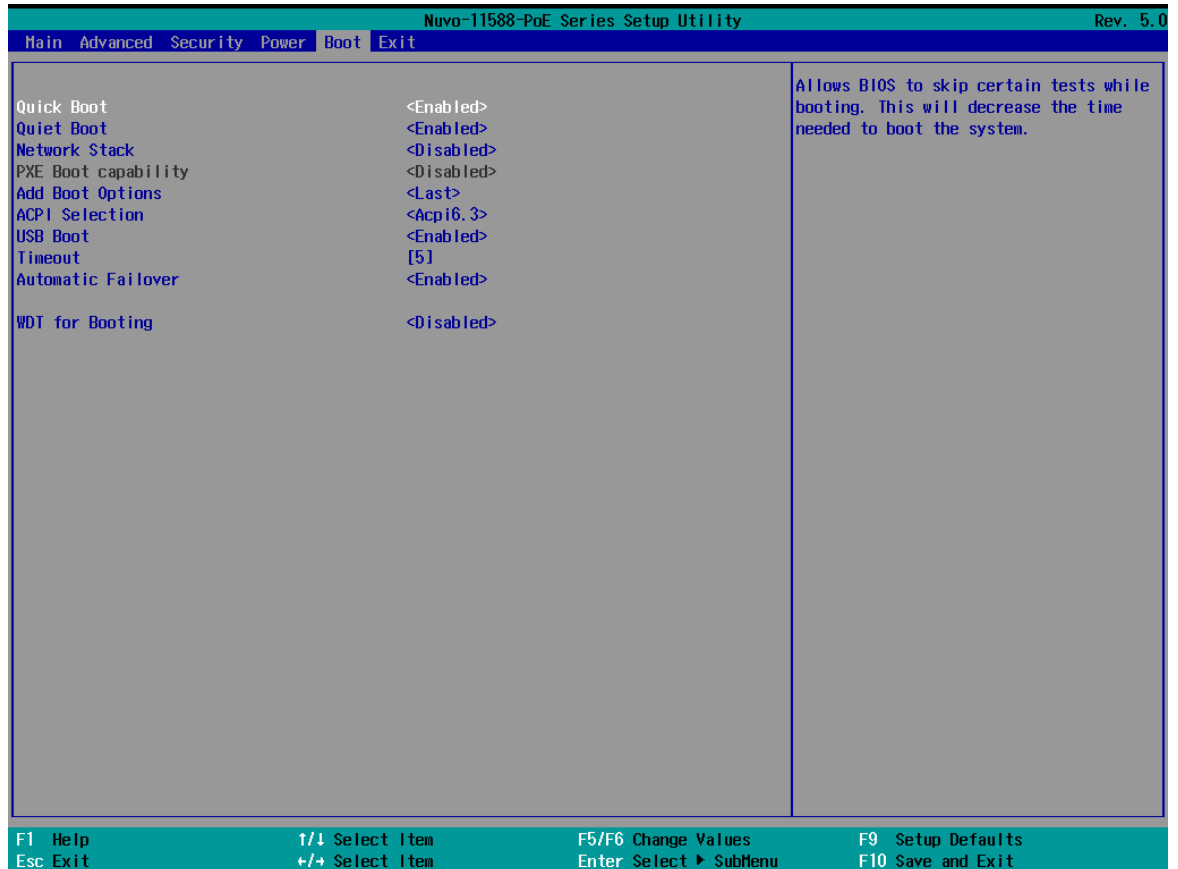 Nuvo-11588-PoE Series Setup Utility Rev. 5.0
Main Advanced Security Power Boot Exit
Quick Boot <Enabled>
Quiet Boot <Enabled>
Network Stack <Disabled>
PXE Boot capability <Disabled>
Add Boot Options <Last>
ACPI Selection <Acpi6.3>
USB Boot <Enabled>
Timeout [5]
Automatic Failover <Enabled>
WDT for Booting <Disabled>
Allows BIOS to skip certain tests while
booting. This will decrease the time
needed to boot the system.
F1 Help ↑/↓ Select Item F5/F6 Change Values F9 Setup Defaults
Esc Exit ←/→ Select Item Enter Select ▶ SubMenu F10 Save and Exit